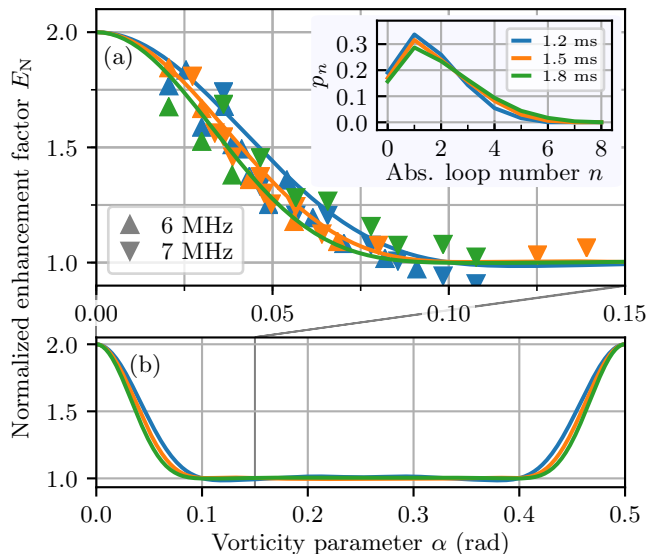 Normalized enhancement factor E_N
2.0
1.5
1.0
(a)
6 MHz
7 MHz
0.00
0.05
0.10
0.15
p_n
0.3
0.2
0.1
0.0
0
2
4
6
8
Abs. loop number n
1.2 ms
1.5 ms
1.8 ms
(b)
2.0
1.5
1.0
0.0
0.1
0.2
0.3
0.4
0.5
Vorticity parameter α (rad)